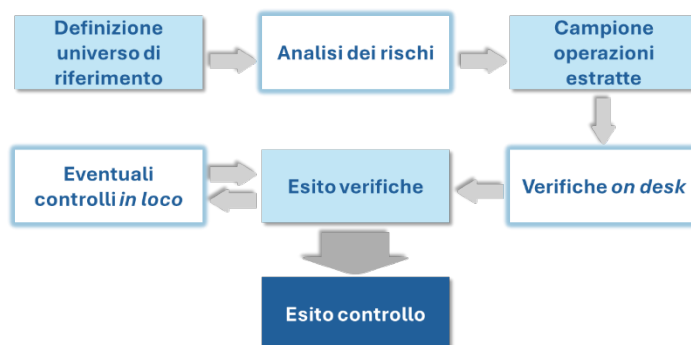 Definizione
universo di
riferimento
Analisi dei rischi
Campione
operazioni
estratte
Eventuali
controlli in loco
Esito verifiche
Verifiche on desk
Esito controllo